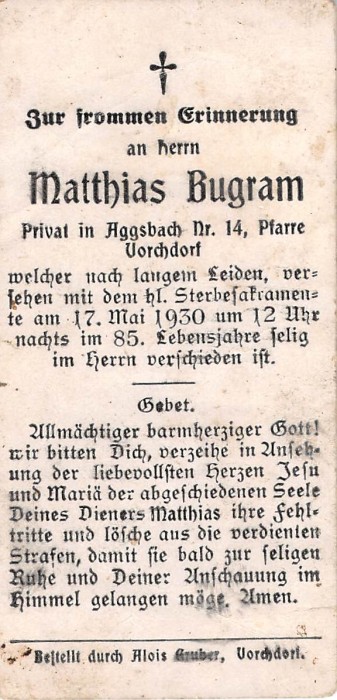 Zur frommen Erinnerung
an Herrn
Matthias Bugram
Privat in Aggsbach Nr. 14, Pfarre
Vorchdorf
welcher nach langem Leiden, ver=
sehen mit dem hl. Sterbesakramen=
te am 17. Mai 1930 um 12 Uhr
nachts im 85. Lebensjahre selig
im Herrn verschieden ist.
Gebet.
Allmächtiger barmherziger Gott!
wir bitten Dich, verzeihe in Anseh=
ung der liebevollsten Herzen Jesu
und Mariä der abgeschiedenen Seele
Deines Dieners Matthias ihre Fehl=
tritte und lösche aus die verdienten
Strafen, damit sie bald zur seligen
Ruhe und Deiner Anschauung im
Himmel gelangen möge. Amen.
Bestellt durch Alois Gruber, Vorchdorf.